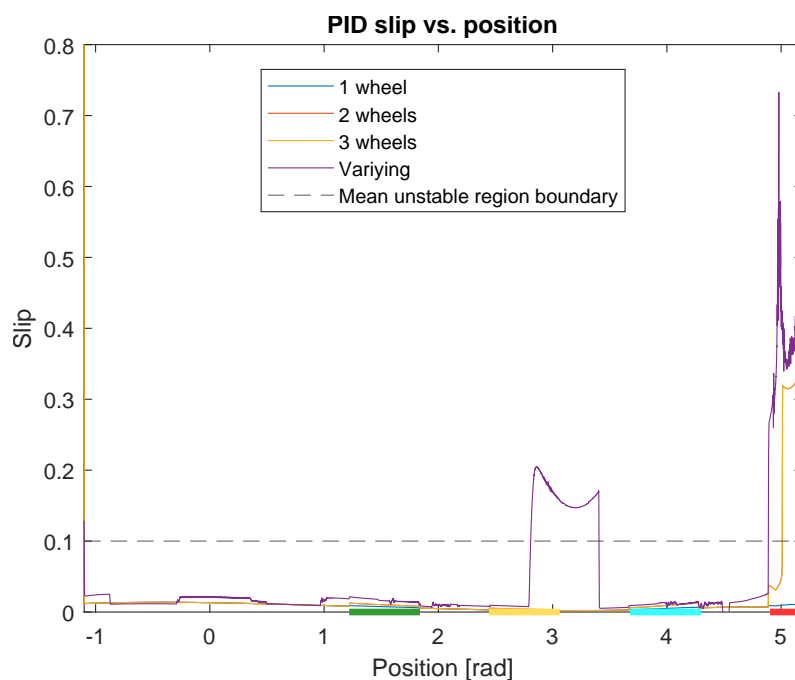 PID slip vs. position
1 wheel
2 wheels
3 wheels
Variying
Mean unstable region boundary
Slip
0.8
0.7
0.6
0.5
0.4
0.3
0.2
0.1
0
-1 0 1 2 3 4 5
Position [rad]